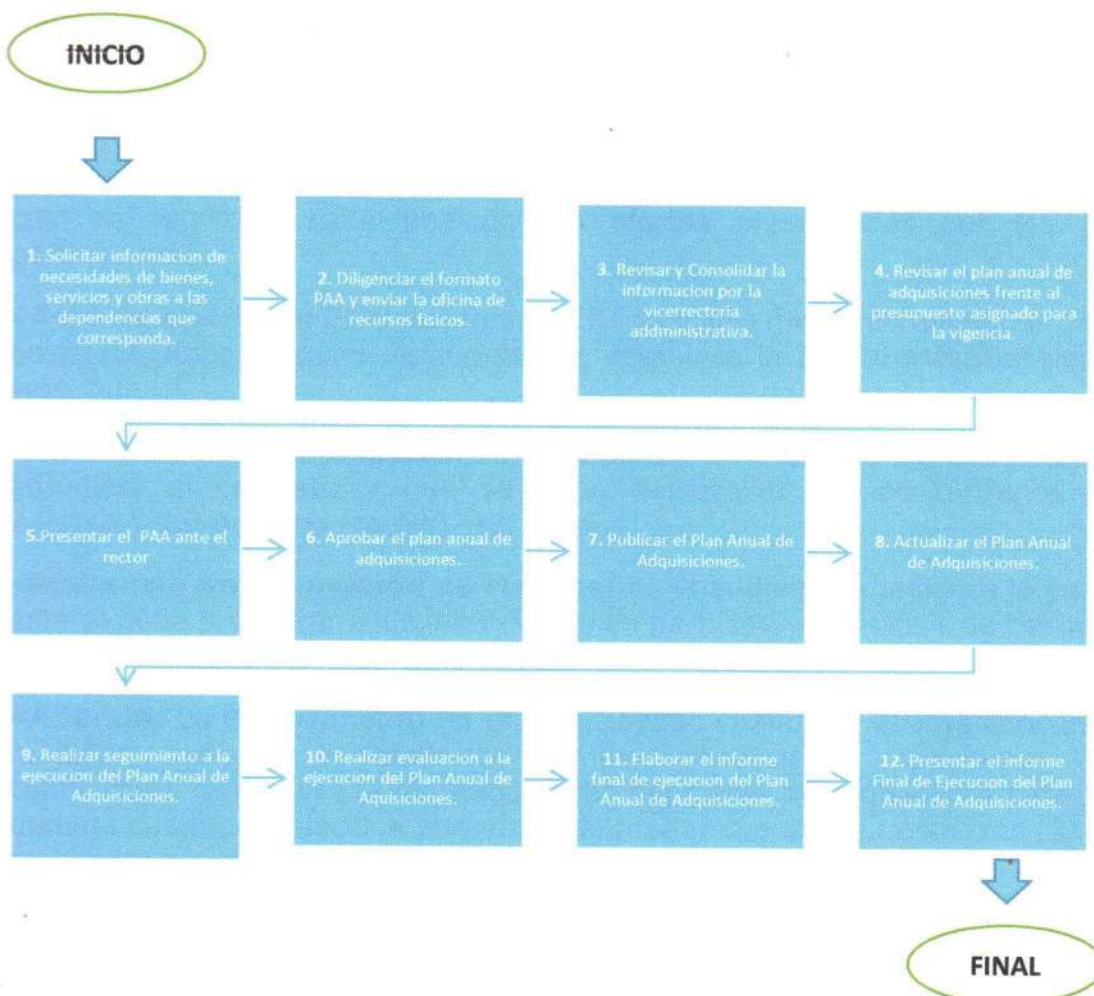 INICIO
1. Solicitar informacion de
necesidades de bienes,
servicios y obras a las
dependencias que
corresponda.
2. Diligenciar el formato
PAA y enviar la oficina de
recursos fisicos.
3. Revisar y Consolidar la
informacion por la
vicerrectoria
addministrativa.
4. Revisar el plan anual de
adquisiciones frente al
presupuesto asignado para
la vigencia.
5.Presentar el PAA ante el
rector
6. Aprobar el plan anual de
adquisiciones.
7. Publicar el Plan Anual de
Adquisiciones.
8. Actualizar el Plan Anual
de Adquisiciones.
9. Realizar seguimiento a la
ejecucion del Plan Anual de
Adquisiciones.
10. Realizar evaluacion a la
ejecucion del Plan Anual de
Aquisiciones.
11. Elaborar el informe
final de ejecucion del Plan
Anual de Adquisiciones.
12. Presentar el informe
Final de Ejecucion del Plan
Anual de Adquisiciones.
FINAL